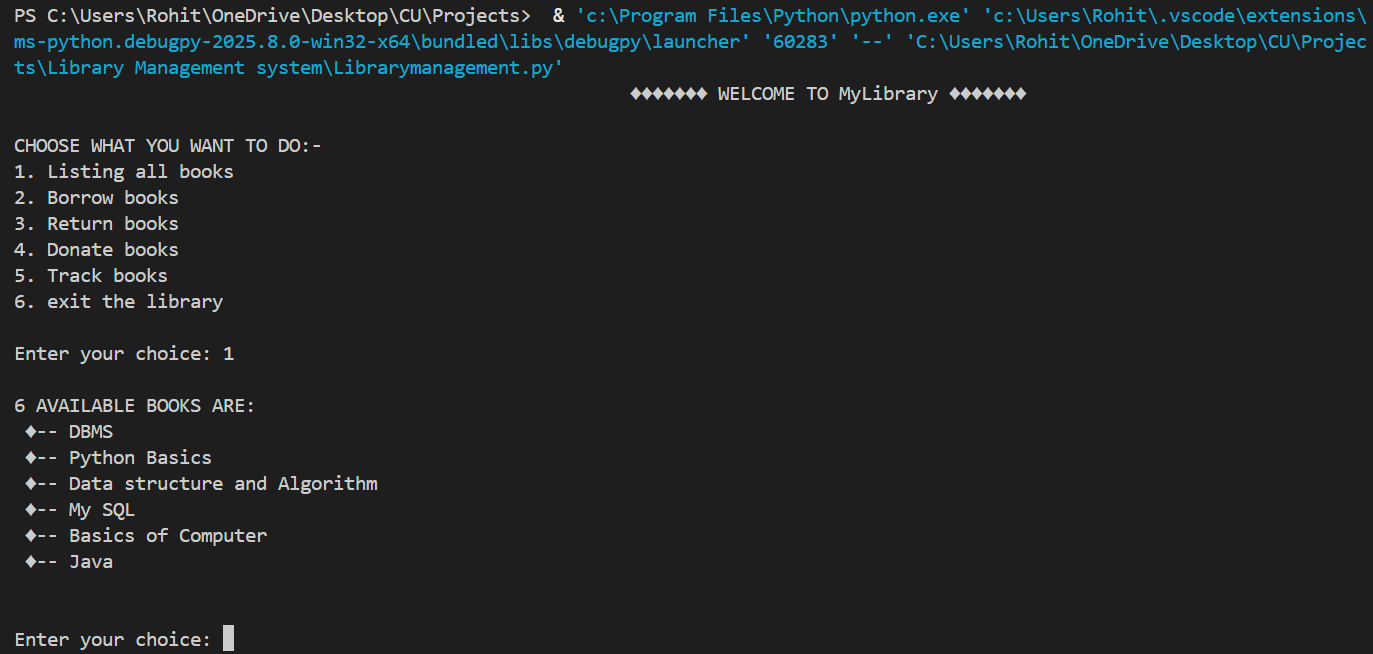 PS C:\Users\Rohit\OneDrive\Desktop\CU\Projects>  & 'c:\Program Files\Python\python.exe' 'c:\Users\Rohit\.vscode\extensions\
ms-python.debugpy-2025.8.0-win32-x64\bundled\libs\debugpy\launcher' '60283' '--' 'C:\Users\Rohit\OneDrive\Desktop\CU\Projec
ts\Library Management system\Librarymanagement.py'
♦♦♦♦♦♦♦ WELCOME TO MyLibrary ♦♦♦♦♦♦♦
CHOOSE WHAT YOU WANT TO DO:-
1. Listing all books
2. Borrow books
3. Return books
4. Donate books
5. Track books
6. exit the library
Enter your choice: 1
6 AVAILABLE BOOKS ARE:
♦-- DBMS
♦-- Python Basics
♦-- Data structure and Algorithm
♦-- My SQL
♦-- Basics of Computer
♦-- Java
Enter your choice: